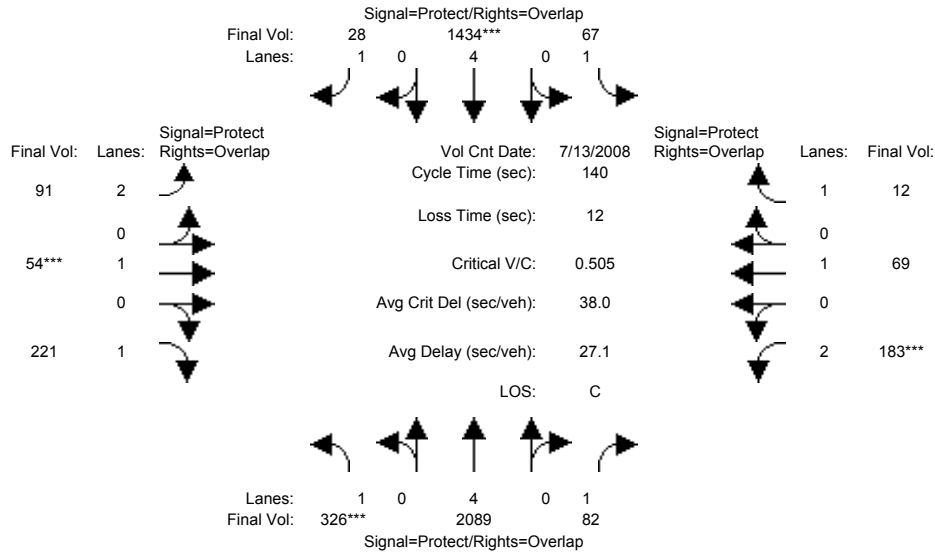 Signal=Protect/Rights=Overlap
Final Vol: 28 1434*** 67
Lanes: 1 0 4 0 1
Signal=Protect
Final Vol: Lanes: Rights=Overlap
Vol Cnt Date: 7/13/2008
Signal=Protect
Rights=Overlap Lanes: Final Vol:
Cycle Time (sec): 140
91 2
1 12
Loss Time (sec): 12
0
0
54*** 1
Critical V/C: 0.505
1 69
0
Avg Crit Del (sec/veh): 38.0
0
221 1
Avg Delay (sec/veh): 27.1
2 183***
LOS: C
Lanes: 1 0 4 0 1
Final Vol: 326*** 2089 82
Signal=Protect/Rights=Overlap